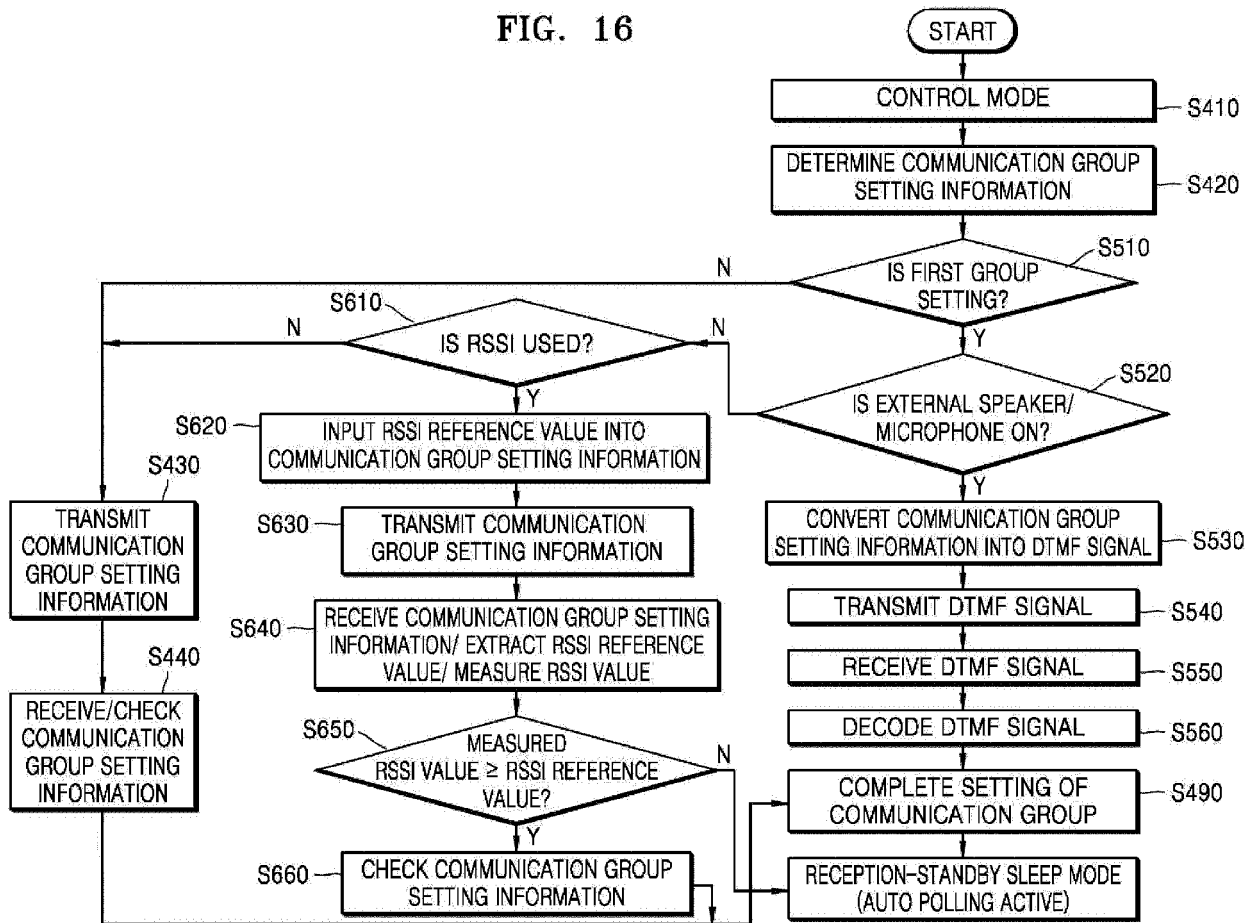 FIG. 16
START
CONTROL MODE
S410
DETERMINE COMMUNICATION GROUP
SETTING INFORMATION
S420
IS FIRST GROUP
SETTING?
S510
N
Y
IS EXTERNAL SPEAKER/
MICROPHONE ON?
S520
N
Y
CONVERT COMMUNICATION GROUP
SETTING INFORMATION INTO DTMF SIGNAL
S530
TRANSMIT DTMF SIGNAL
S540
RECEIVE DTMF SIGNAL
S550
DECODE DTMF SIGNAL
S560
COMPLETE SETTING OF
COMMUNICATION GROUP
S490
RECEPTION-STANDBY SLEEP MODE
(AUTO POLLING ACTIVE)
S610
IS RSSI USED?
N
Y
S620
INPUT RSSI REFERENCE VALUE INTO
COMMUNICATION GROUP SETTING INFORMATION
S630
TRANSMIT COMMUNICATION
GROUP SETTING INFORMATION
S640
RECEIVE COMMUNICATION GROUP SETTING
INFORMATION/ EXTRACT RSSI REFERENCE
VALUE/ MEASURE RSSI VALUE
S650
MEASURED
RSSI VALUE ≥ RSSI REFERENCE
VALUE?
N
Y
S660
CHECK COMMUNICATION GROUP
SETTING INFORMATION
S430
TRANSMIT
COMMUNICATION
GROUP SETTING
INFORMATION
S440
RECEIVE/CHECK
COMMUNICATION
GROUP SETTING
INFORMATION